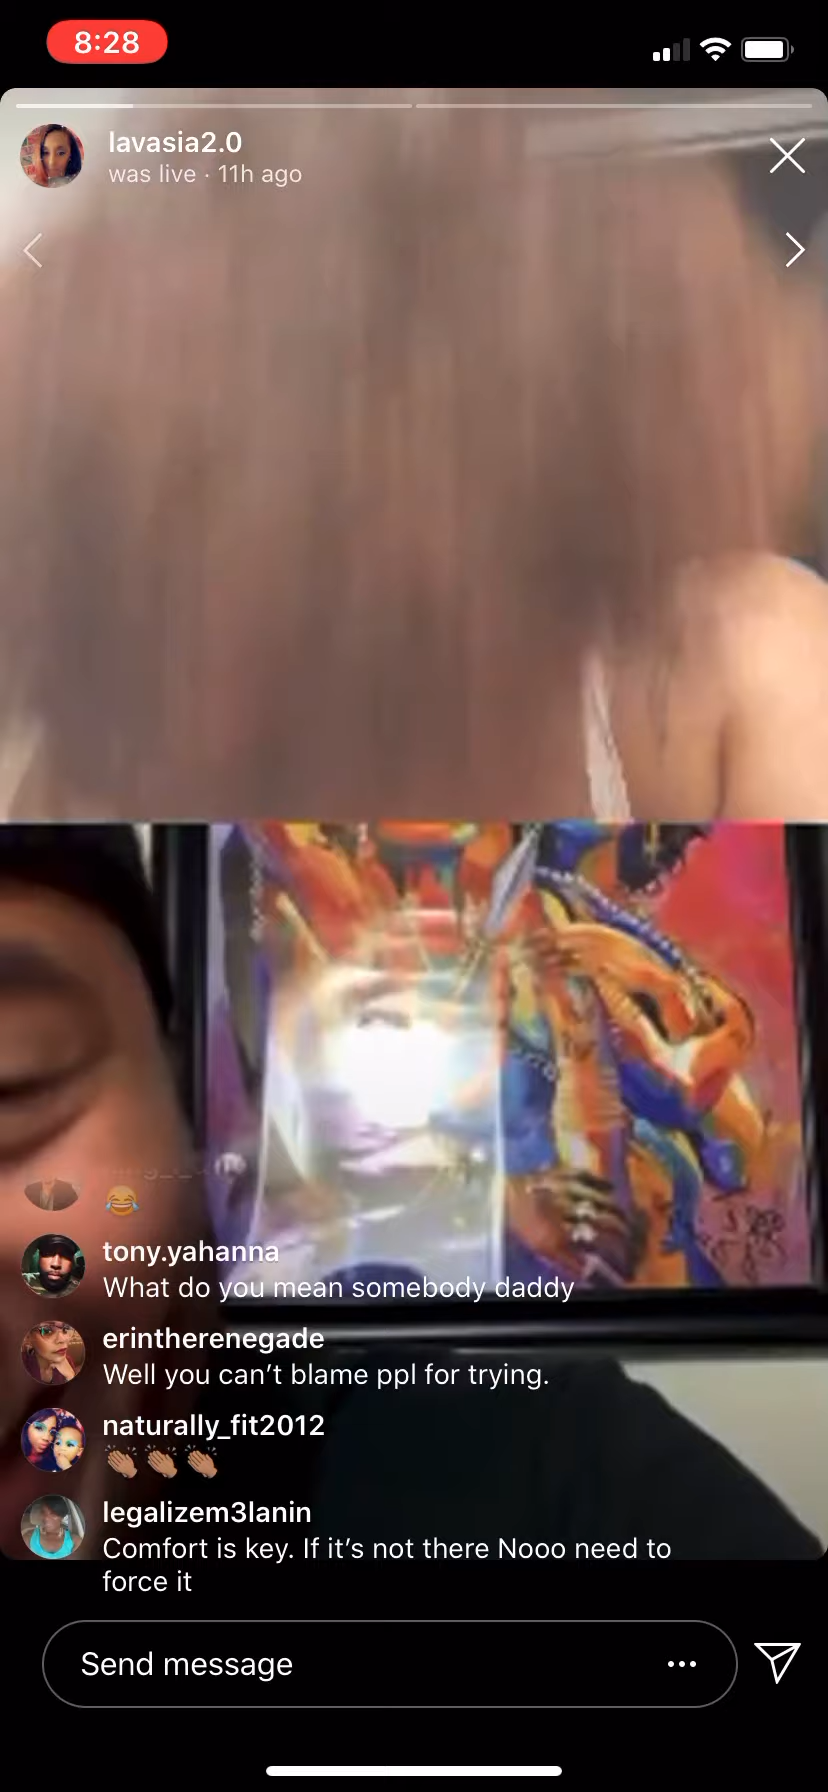 8:28
lavasia2.0
was live · 11h ago
😂
tony.yahanna
What do you mean somebody daddy
erintherenegade
Well you can’t blame ppl for trying.
naturally_fit2012
👏🏽👏🏽👏🏽
legalizem3lanin
Comfort is key. If it’s not there Nooo need to
force it
Send message